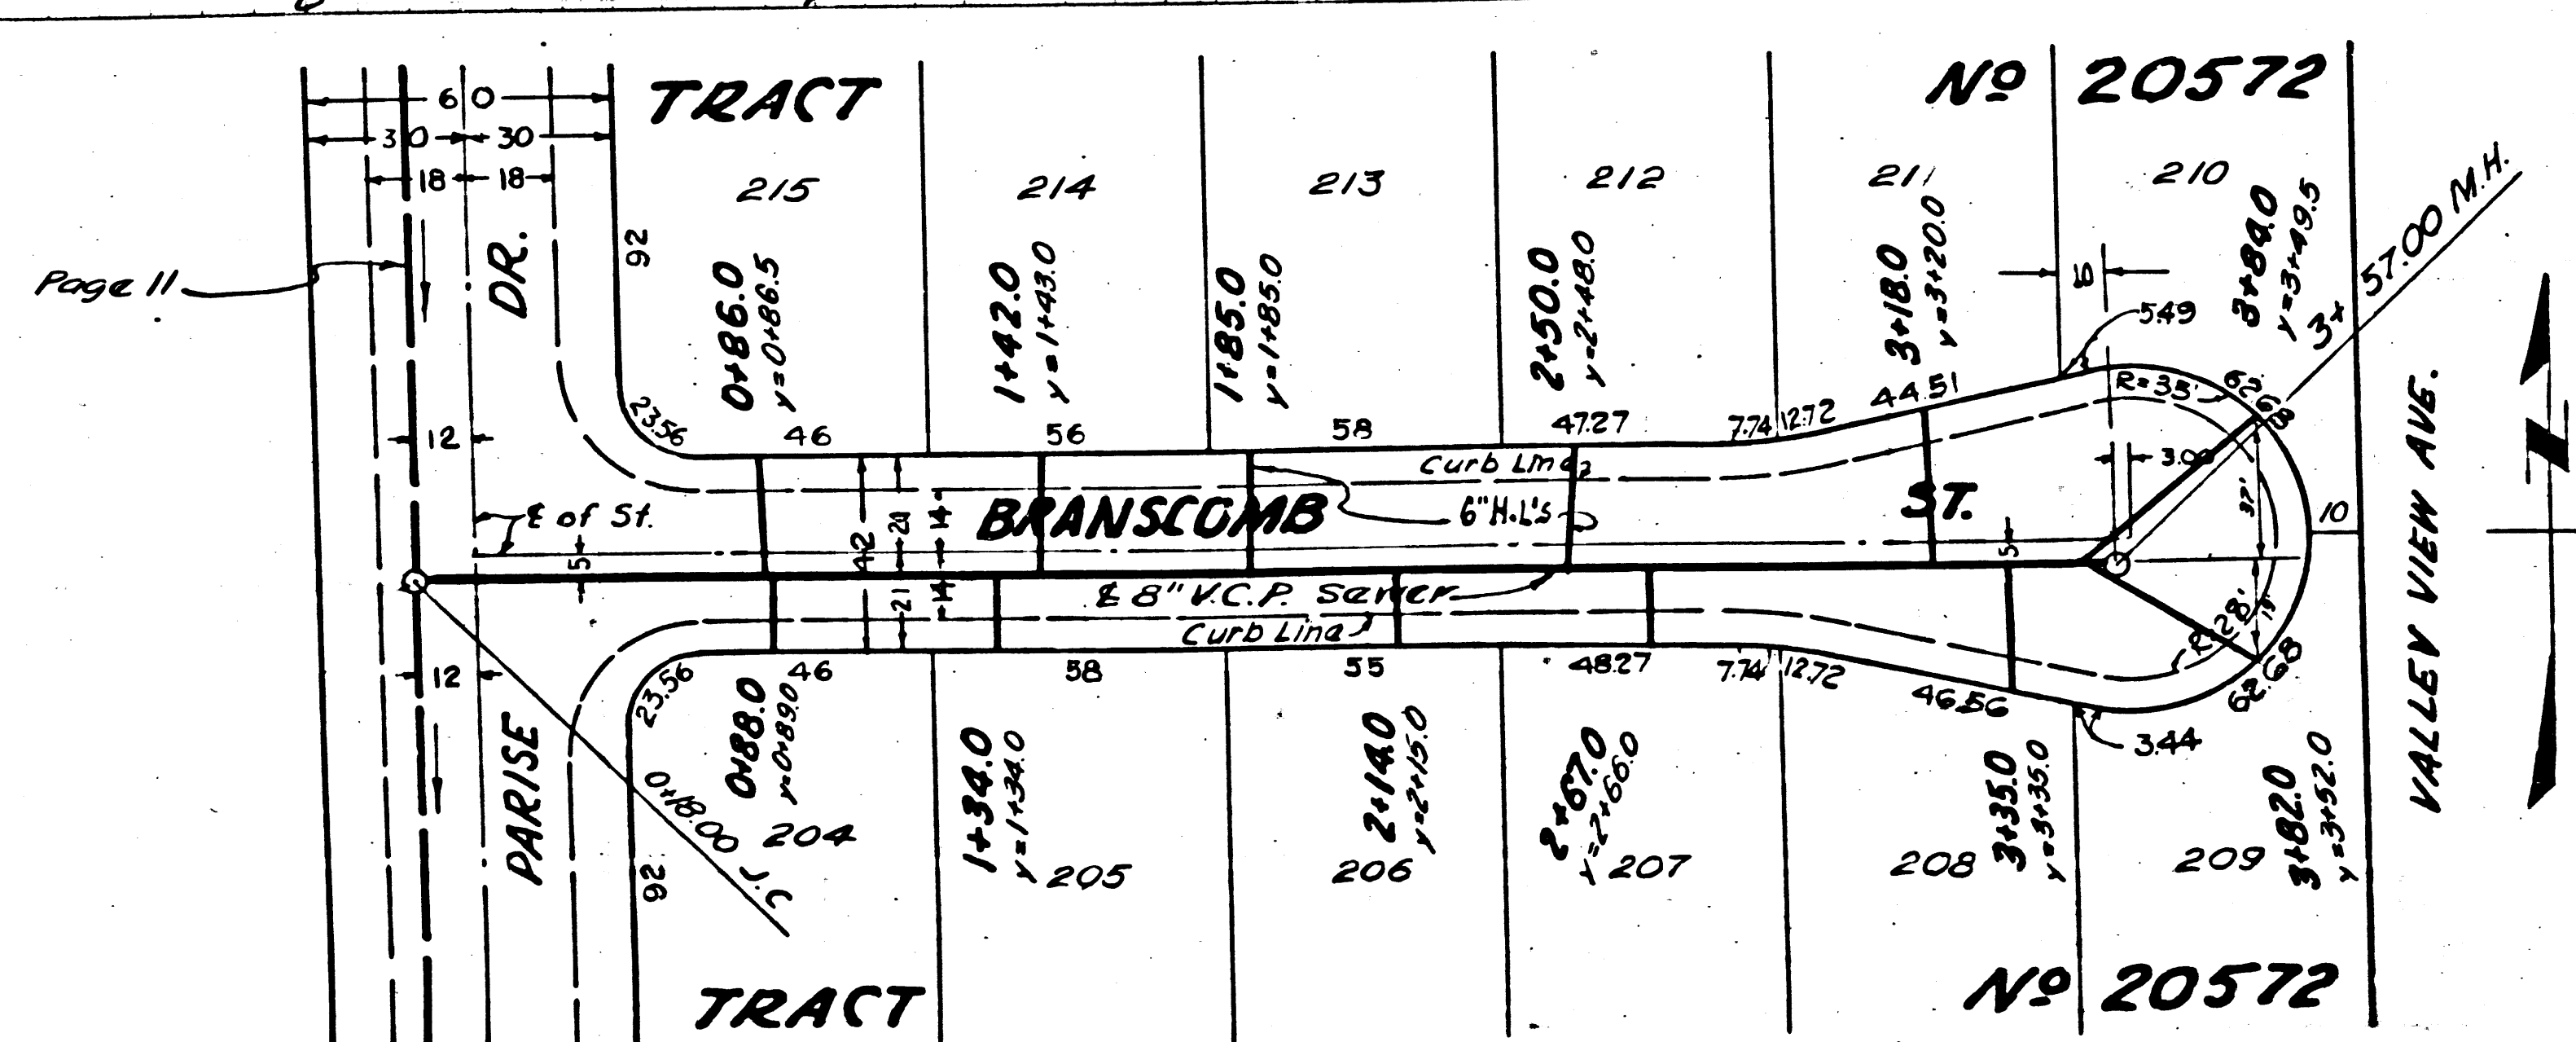 TRACT
Nº 20572
60
30 30
18 18
215
214
213
212
211
210
Page 11
DR.
92
0+86.0
y=0+86.5
1+42.0
y=1+43.0
1+85.0
y=1+85.0
2+50.0
y=2+48.0
3+18.0
y=3+20.0
15
5.49
3+84.0
y=3+49.5
3+57.00 M.H.
23.56
46
56
58
47.27
7.74
12.72
44.51
R=35'
62.68
12
Curb Line
3.00
℄ of St.
BRANSCOMB
ST.
6" H.L's
5
42
21
14
5
37'
10
VALLEY VIEW AVE.
℄ 8" V.C.P. Sewer
21
14
Curb Line
R=28'
19'
12
23.56
46
58
55
48.27
7.74
12.72
46.56
62.68
3.44
PARISE
0+18.00 J.C.
92
0+88.0
y=0+89.0
1+34.0
y=1+34.0
2+14.0
y=2+15.0
2+67.0
y=2+66.0
3+35.0
y=3+35.0
3+82.0
y=3+52.0
204
205
206
207
208
209
TRACT
Nº 20572